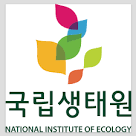 국립생태원
NATIONAL INSTITUTE OF ECOLOGY